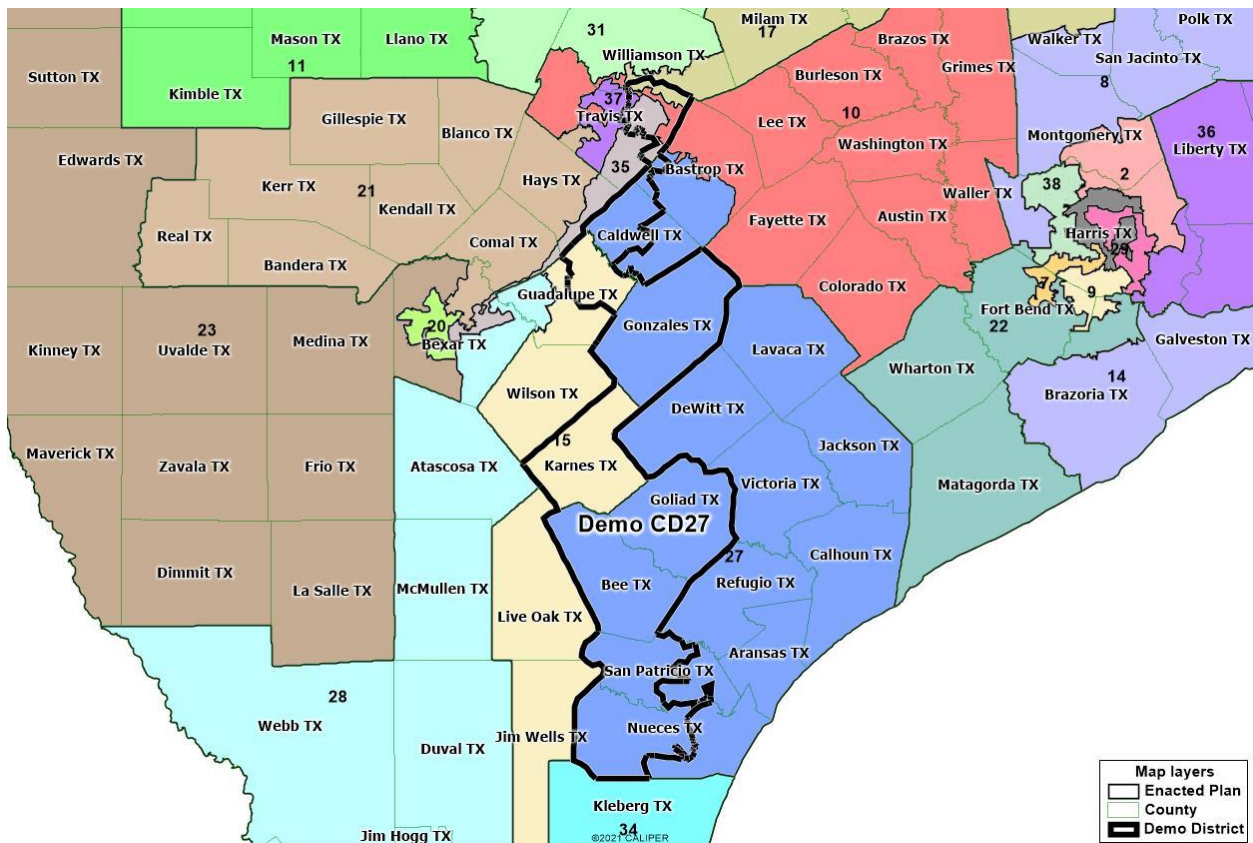 Milam TX
Polk TX
Mason TX
Llano TX
31
17
Brazos TX
Walker TX
Williamson TX
San Jacinto TX
Sutton TX
11
Burleson TX
Grimes TX
8
Kimble TX
37
10
Gillespie TX
Travis TX
Lee TX
Blanco TX
Montgomery TX
36
Washington TX
Liberty TX
Edwards TX
35
Bastrop TX
2
Kerr TX
21
Hays TX
38
Waller TX
Kendall TX
Austin TX
Real TX
Caldwell TX
Fayette TX
Harris TX
Comal TX
29
Bandera TX
Colorado TX
7
9
Guadalupe TX
Fort Bend TX
23
20
Gonzales TX
22
Kinney TX
Uvalde TX
Medina TX
Bexar TX
Lavaca TX
Galveston TX
Wharton TX
14
Wilson TX
Brazoria TX
DeWitt TX
15
Jackson TX
Maverick TX
Zavala TX
Frio TX
Atascosa TX
Karnes TX
Victoria TX
Matagorda TX
Goliad TX
Demo CD27
Calhoun TX
27
Dimmit TX
La Salle TX
McMullen TX
Bee TX
Refugio TX
Live Oak TX
Aransas TX
San Patricio TX
28
Webb TX
Nueces TX
Duval TX
Jim Wells TX
Map layers
Enacted Plan
County
Demo District
Kleberg TX
34
Jim Hogg TX
©2021 CALIPER